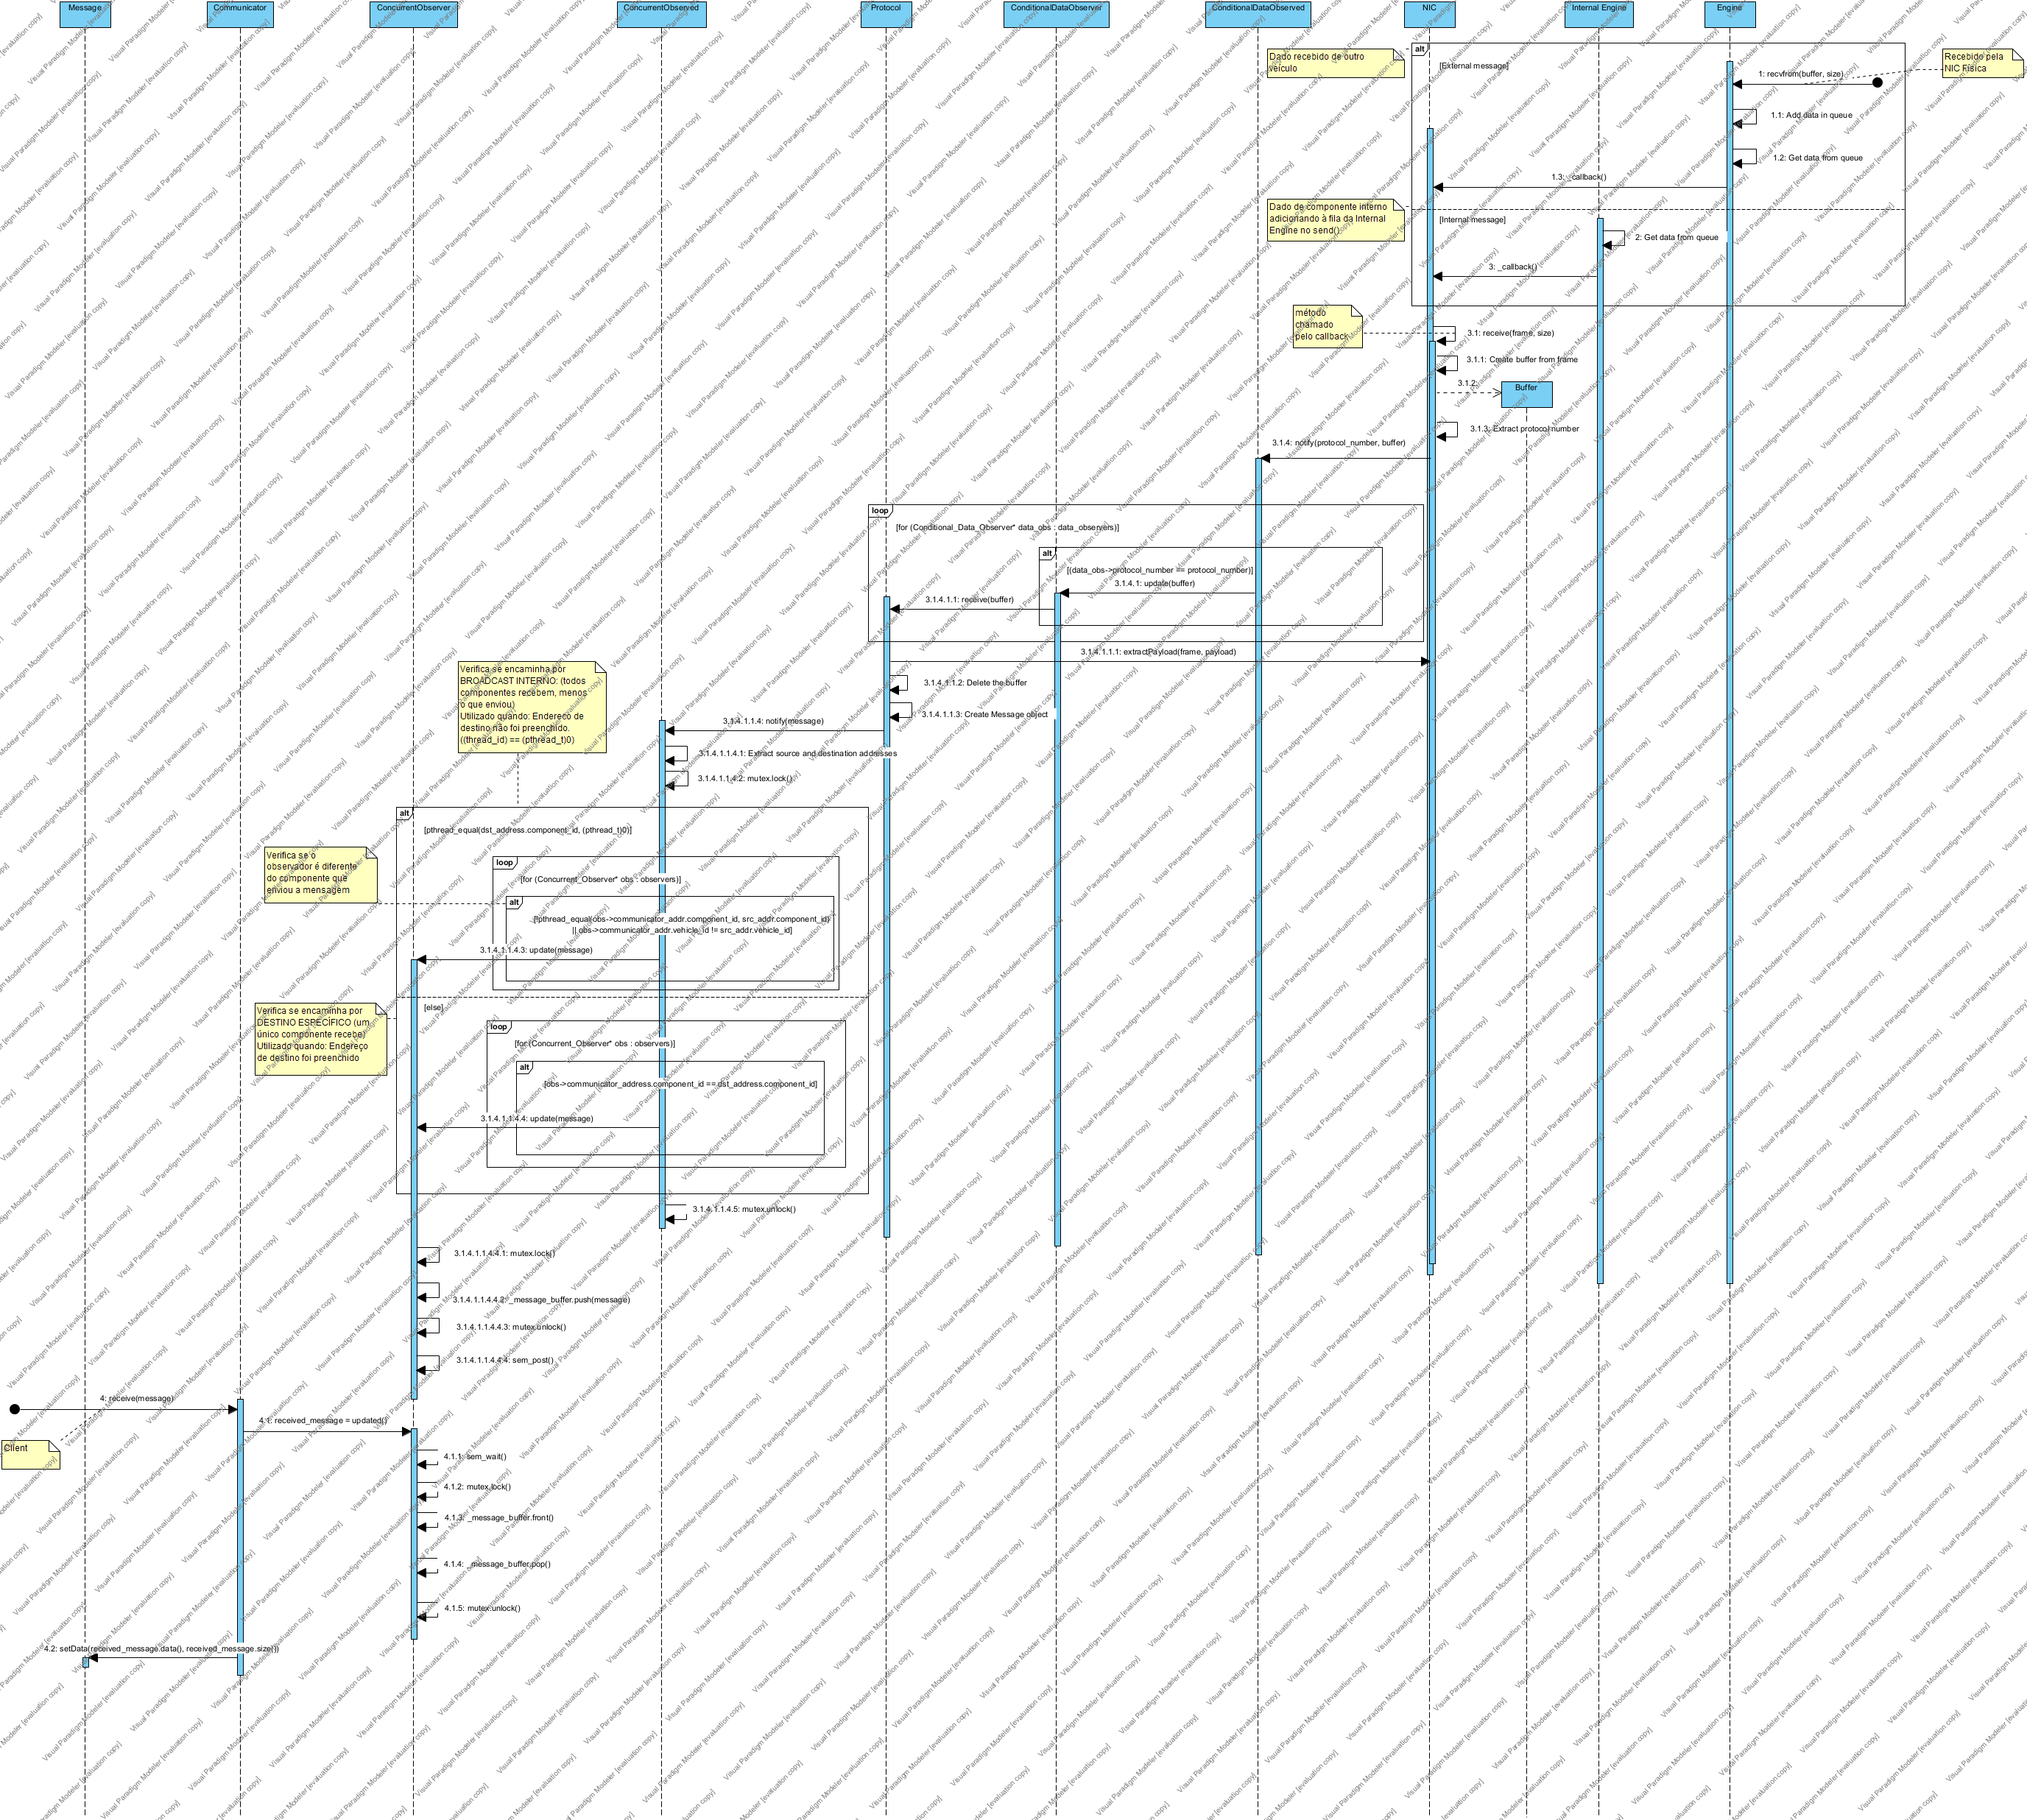 Message
Communicator
ConcurrentObserver
ConcurrentObserved
Protocol
ConditionalDataObserver
ConditionalDataObserved
NIC
Internal Engine
Engine
alt
[External message]
Dado recebido de outro
veículo
Recebido pela
NIC Física
1: recvfrom(buffer, size)
1.1: Add data in queue
1.2: Get data from queue
1.3: _callback()
Dado de componente interno
adicionando à fila da Internal
Engine no send().
[Internal message]
2: Get data from queue
3: _callback()
método
chamado
pelo callback
3.1: receive(frame, size)
3.1.1: Create buffer from frame
3.1.2:
Buffer
3.1.3: Extract protocol number
3.1.4: notify(protocol_number, buffer)
loop
[for (Conditional_Data_Observer* data_obs : data_observers)]
alt
[(data_obs->protocol_number == protocol_number)]
3.1.4.1: update(buffer)
3.1.4.1.1: receive(buffer)
3.1.4.1.1.1: extractPayload(frame, payload)
3.1.4.1.1.2: Delete the buffer
3.1.4.1.1.3: Create Message object
3.1.4.1.1.4: notify(message)
Verifica se encaminha por
BROADCAST INTERNO: (todos
componentes recebem, menos
o que enviou)
Utilizado quando: Endereço de
destino não foi preenchiido.
((thread_id) == (pthread_t)0)
3.1.4.1.1.4.1: Extract source and destination addresses
3.1.4.1.1.4.2: mutex.lock()
alt
[pthread_equal(dst_address.component_id, (pthread_t)0)]
Verifica se o
observador é diferente
do componente que
enviou a mensagem
loop
[for (Concurrent_Observer* obs : observers)]
alt
[!pthread_equal(obs->communicator_addr.component_id, src_addr.component_id)
|| obs->communicator_addr.vehicle_id != src_addr.vehicle_id]
3.1.4.1.1.4.3: update(message)
Verifica se encaminha por
DESTINO ESPECÍFICO (um
único componente recebe)
Utilizado quando: Endereço
de destino foi preenchido
[else]
loop
[for (Concurrent_Observer* obs : observers)]
alt
[obs->communicator_address.component_id == dst_address.component_id]
3.1.4.1.1.4.4: update(message)
3.1.4.1.1.4.5: mutex.unlock()
3.1.4.1.1.4.4.1: mutex.lock()
3.1.4.1.1.4.4.2: _message_buffer.push(message)
3.1.4.1.1.4.4.3: mutex.unlock()
3.1.4.1.1.4.4.4: sem_post()
4: receive(message)
4.1: received_message = updated()
Client
4.1.1: sem_wait()
4.1.2: mutex.lock()
4.1.3: _message_buffer.front()
4.1.4: _message_buffer.pop()
4.1.5: mutex.unlock()
4.2: setData(received_message.data(), received_message.size())
Visual Paradigm Modeler [evaluation copy]